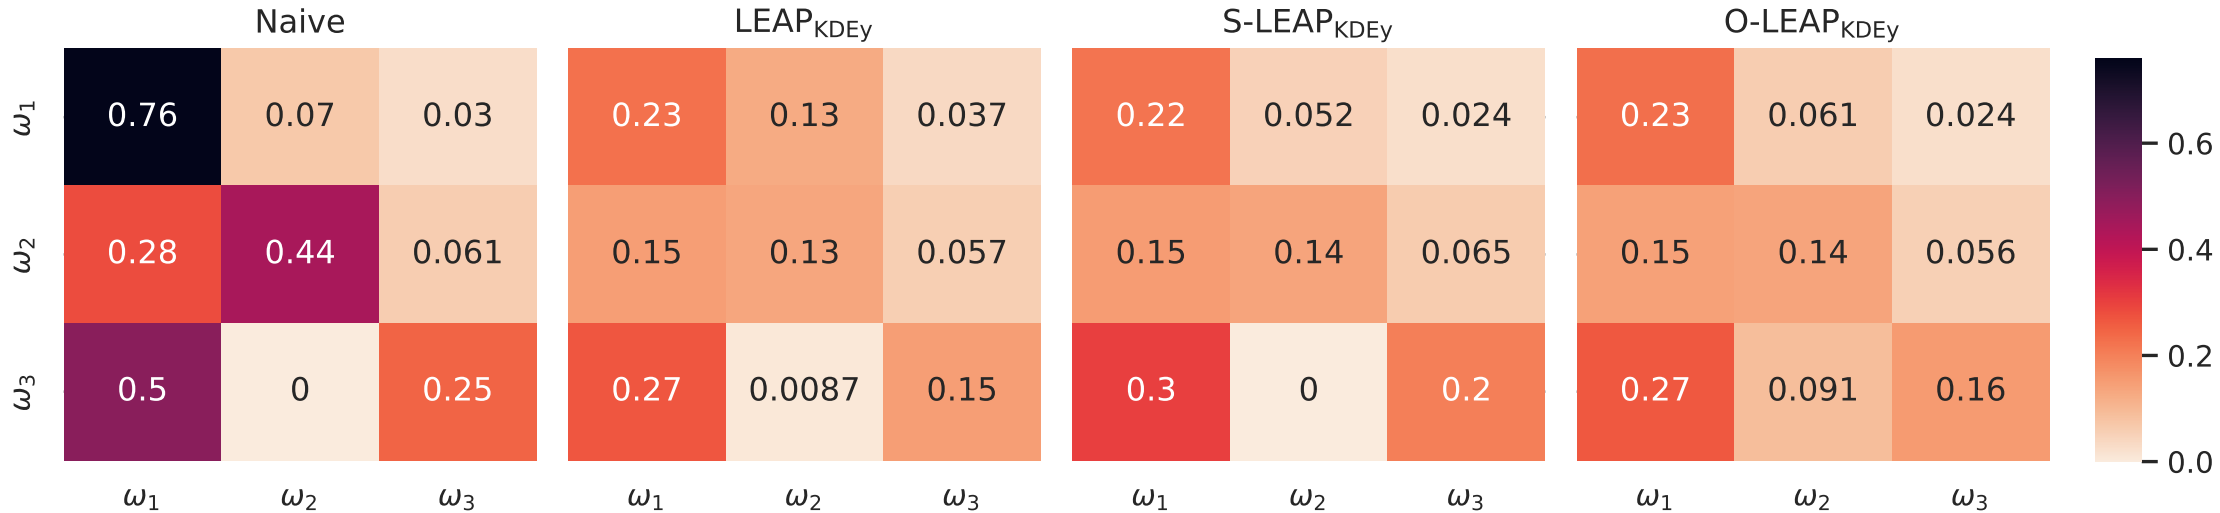 Naive LEAP_KDEy S-LEAP_KDEy O-LEAP_KDEy
ω₁ 0.76 0.07 0.03 0.23 0.13 0.037 0.22 0.052 0.024 0.23 0.061 0.024
0.6
ω₂ 0.28 0.44 0.061 0.15 0.13 0.057 0.15 0.14 0.065 0.15 0.14 0.056
0.4
0.2
ω₃ 0.5 0 0.25 0.27 0.0087 0.15 0.3 0 0.2 0.27 0.091 0.16
0.0
ω₁ ω₂ ω₃ ω₁ ω₂ ω₃ ω₁ ω₂ ω₃ ω₁ ω₂ ω₃